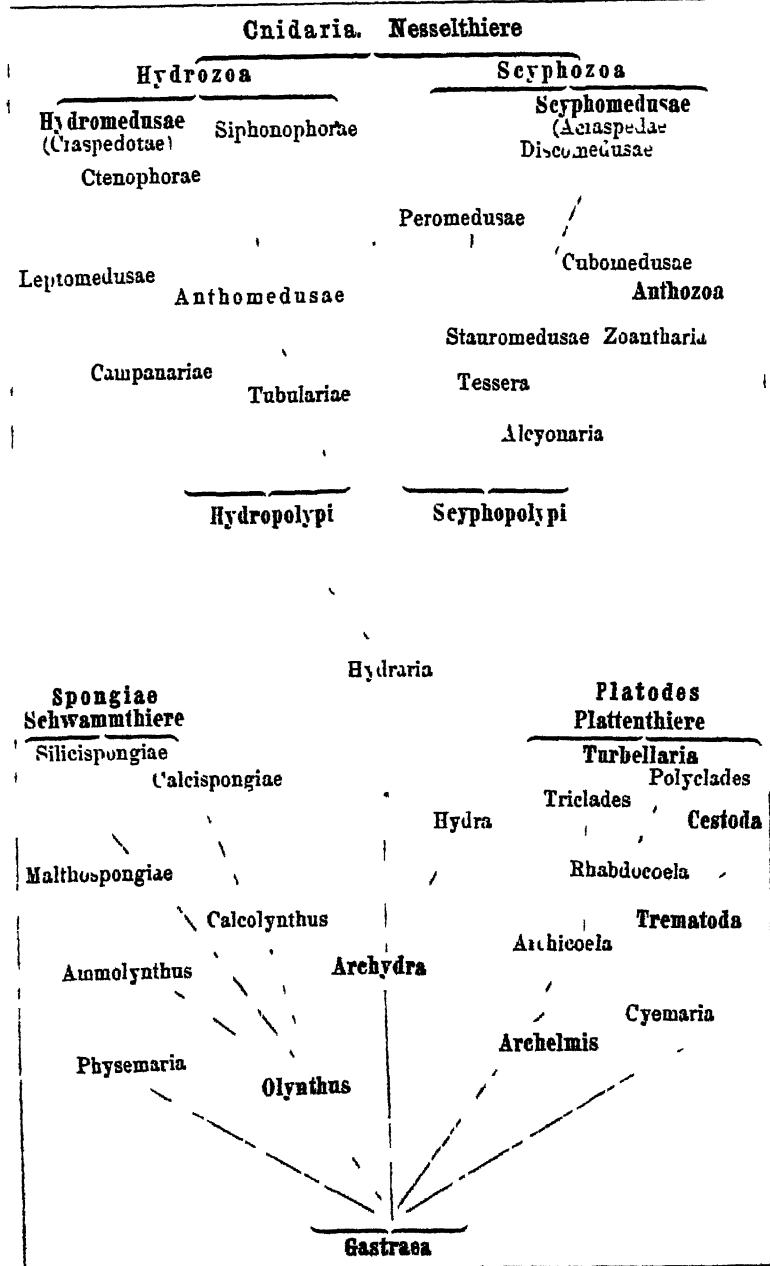 Cnidaria. Nesselthiere
Hydrozoa
Scyphozoa
Hydromedusae
(Craspedotae)
Siphonophorae
Scyphomedusae
(Acraspedae
Discomedusae
Ctenophorae
Peromedusae
Cubomedusae
Leptomedusae
Anthomedusae
Anthozoa
Stauromedusae Zoantharia
Campanariae
Tubulariae
Tessera
Alcyonaria
Hydropolypi
Scyphopolypi
Hydraria
Spongiae
Schwammthiere
Platodes
Plattenthiere
Silicispongiae
Calcispongiae
Turbellaria
Polyclades
Triclades
Hydra
Cestoda
Malthospongiae
Rhabdocoela
Calcolynthus
Trematoda
Archicoela
Ammolynthus
Archydra
Cyemaria
Archelmis
Physemaria
Olynthus
Gastraea